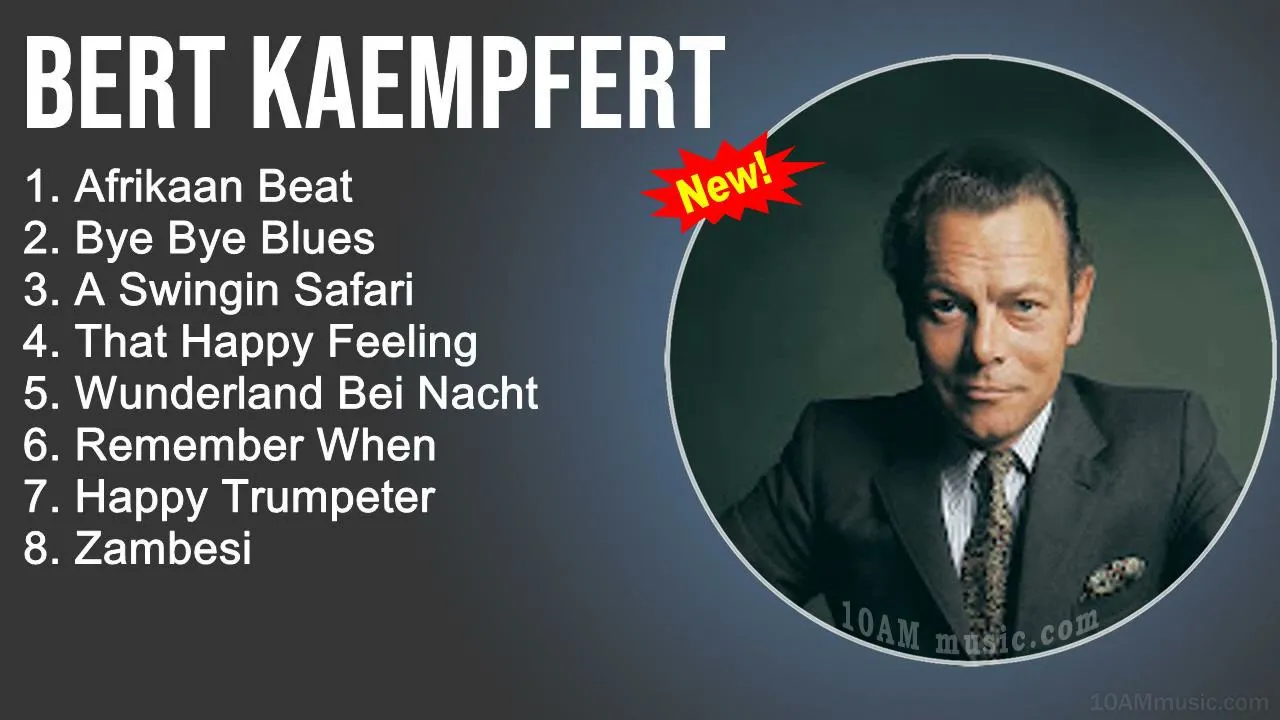 BERT KAEMPFERT
New!
1. Afrikaan Beat
2. Bye Bye Blues
3. A Swingin Safari
4. That Happy Feeling
5. Wunderland Bei Nacht
6. Remember When
7. Happy Trumpeter
8. Zambesi
10AM music.com
10AMmusic.com